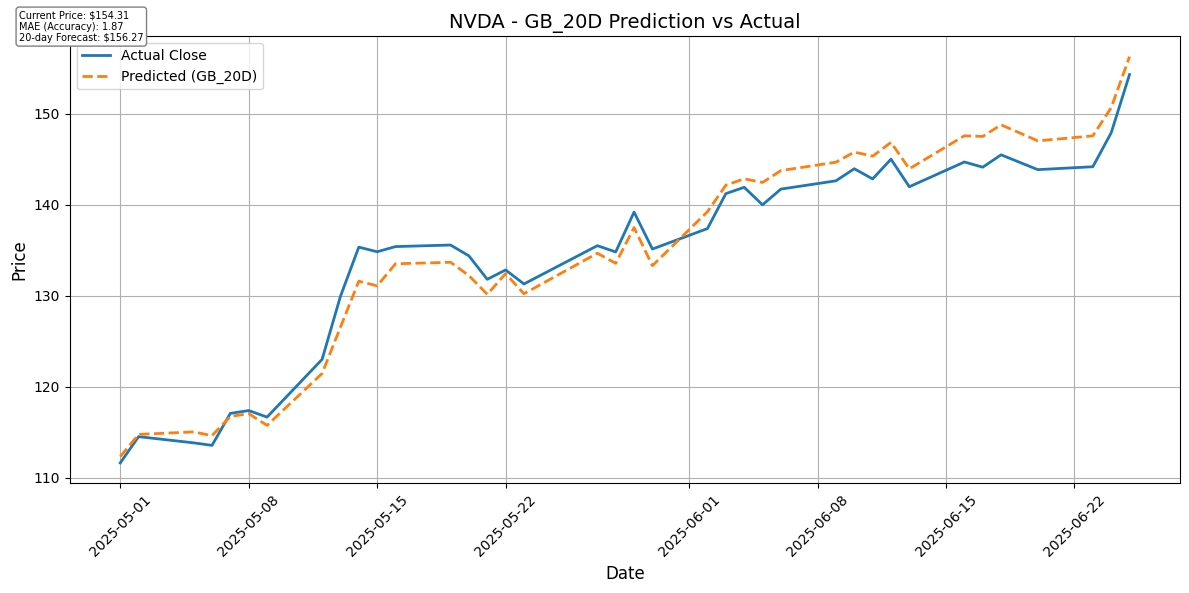 NVDA - GB_20D Prediction vs Actual
Current Price: $154.31
MAE (Accuracy): 1.87
20-day Forecast: $156.27
Actual Close
Predicted (GB_20D)
Price
150
140
130
120
110
2025-05-01
2025-05-08
2025-05-15
2025-05-22
2025-06-01
2025-06-08
2025-06-15
2025-06-22
Date